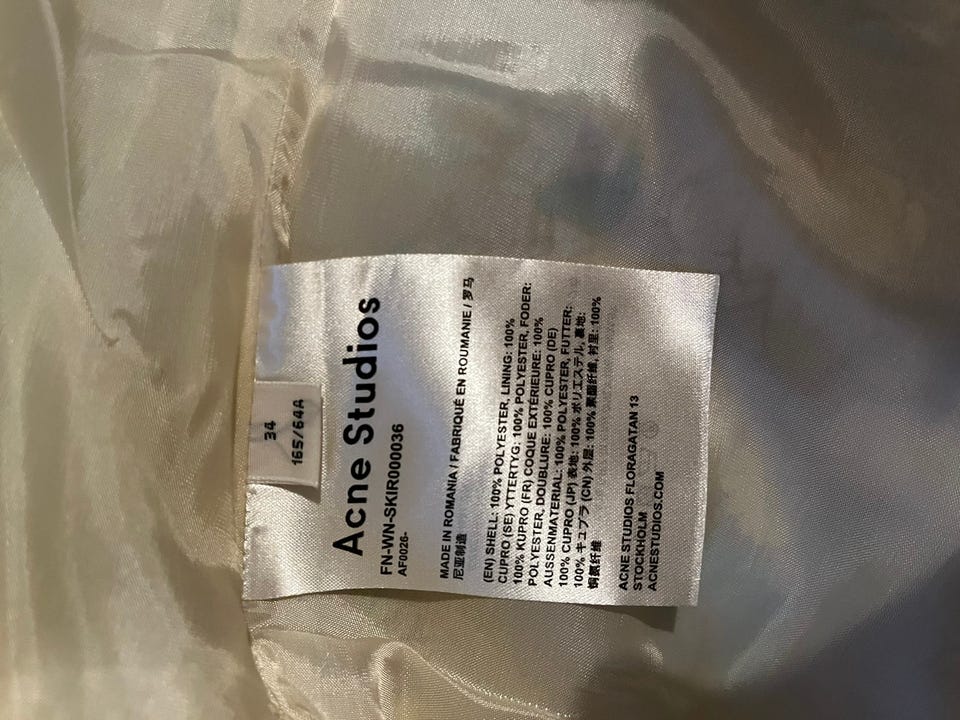 34
165/64A
Acne Studios
FN-WN-SKIR000036
AF0026-
MADE IN ROMANIA / FABRIQUÉ EN ROUMANIE / 罗马
尼亚制造
(EN) SHELL: 100% POLYESTER, LINING: 100%
CUPRO (SE) YTTERTYG: 100% POLYESTER, FODER:
100% KUPRO (FR) COQUE EXTÉRIEURE: 100%
POLYESTER, DOUBLURE: 100% CUPRO (DE)
AUSSENMATERIAL: 100% POLYESTER, FUTTER:
100% CUPRO (JP) 表地: 100% ポリエステル, 裏地:
100% キュプラ (CN) 外层: 100% 聚酯纤维, 衬里: 100%
铜氨纤维
ACNE STUDIOS FLORAGATAN 13
STOCKHOLM
ACNESTUDIOS.COM